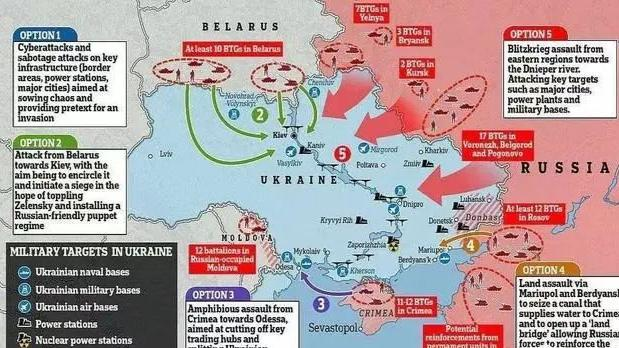 BELARUS
7BTGs in
Yelnya
3 BTGs in
Bryansk
2 BTGs in
Kursk
At least 10 BTGs in Belarus
OPTION 1
Cyberattacks and
sabotage attacks on key
infrastructure (border
areas, power stations,
major cities) aimed at
sowing chaos and
providing pretext for an
invasion
OPTION 2
Attack from Belarus
towards Kiev, with the
aim being to encircle it
and initiate a siege in the
hope of toppling
Zelensky and installing a
Russian-friendly puppet
regime
OPTION 5
Blitzkrieg assault from
eastern regions towards
the Dnieper river.
Attacking key targets
such as major cities,
power plants and
military bases.
17 BTGs in
Voronezh, Belgorod
and Pogonovo
RUSSIA
At least 12 BTGs
in Rosov
Chernihiv
Novohrad-
Volynskyi
2
Kiev
Kaniv
Vasylkiv
Lviv
5
Mirgorod
Poltava
Kharkiv
Zmiiv
UKRAINE
Dnipro
Luhansk
Donbas
Donetsk
Kryvyi Rih
Zaporizhzhia
Mariupol
Berdyans'k
4
MOLDOVA
12 battalions in
Russian-occupied
Moldova
Mykolaiv
Odesa
Kherson
3
CRIMEA
11-12 BTGs
in Crimea
Sevastopol
MILITARY TARGETS IN UKRAINE
Ukrainian naval bases
Ukrainian military bases
Ukrainian air bases
Power stations
Nuclear power stations
OPTION 3
Amphibious assault from
Crimea towards Odessa,
aimed at cutting off key
trading hubs and
OPTION 4
Land assault via
Mariupol and Berdyansk
to seize a canal that
supplies water to Crimea
and to open up a 'land
bridge' allowing Russian
forces to reinforce the
Potential
reinforcements from
permanent units in